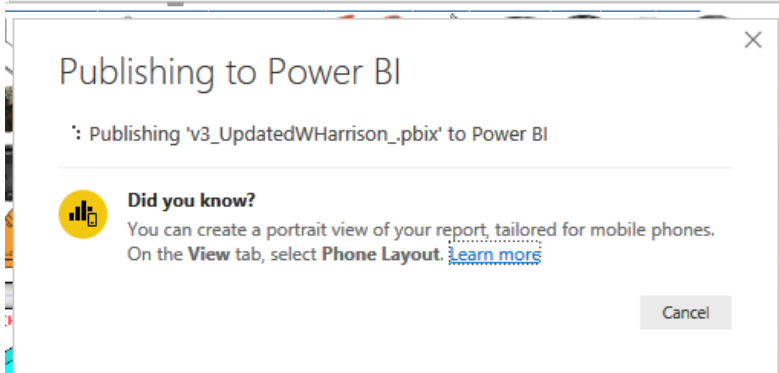 Publishing to Power BI
Publishing 'v3_UpdatedWHarrison_.pbix' to Power BI
Did you know?
You can create a portrait view of your report, tailored for mobile phones.
On the View tab, select Phone Layout. Learn more
Cancel